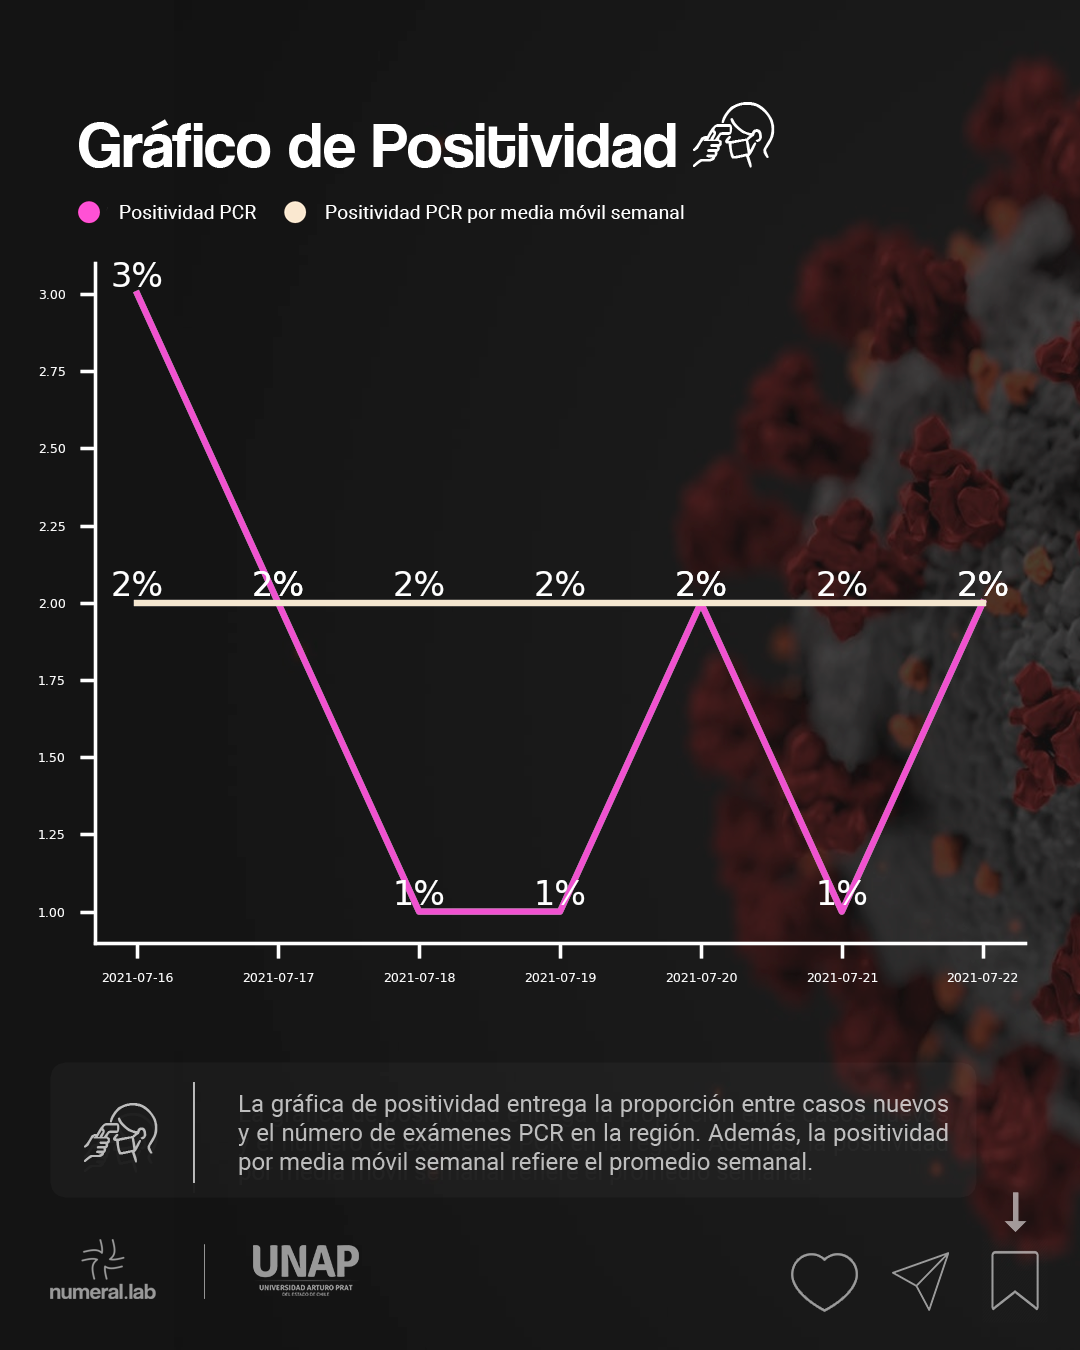 Gráfico de Positividad
Positividad PCR
Positividad PCR por media móvil semanal
3%
3.00
2.75
2.50
2.25
2% 2% 2% 2% 2% 2% 2%
2.00
1.75
1.50
1.25
1% 1% 1%
1.00
2021-07-16 2021-07-17 2021-07-18 2021-07-19 2021-07-20 2021-07-21 2021-07-22
La gráfica de positividad entrega la proporción entre casos nuevos
y el número de exámenes PCR en la región. Además, la positividad
por media móvil semanal refiere el promedio semanal.
numeral.lab
UNAP
UNIVERSIDAD ARTURO PRAT
DEL ESTADO DE CHILE